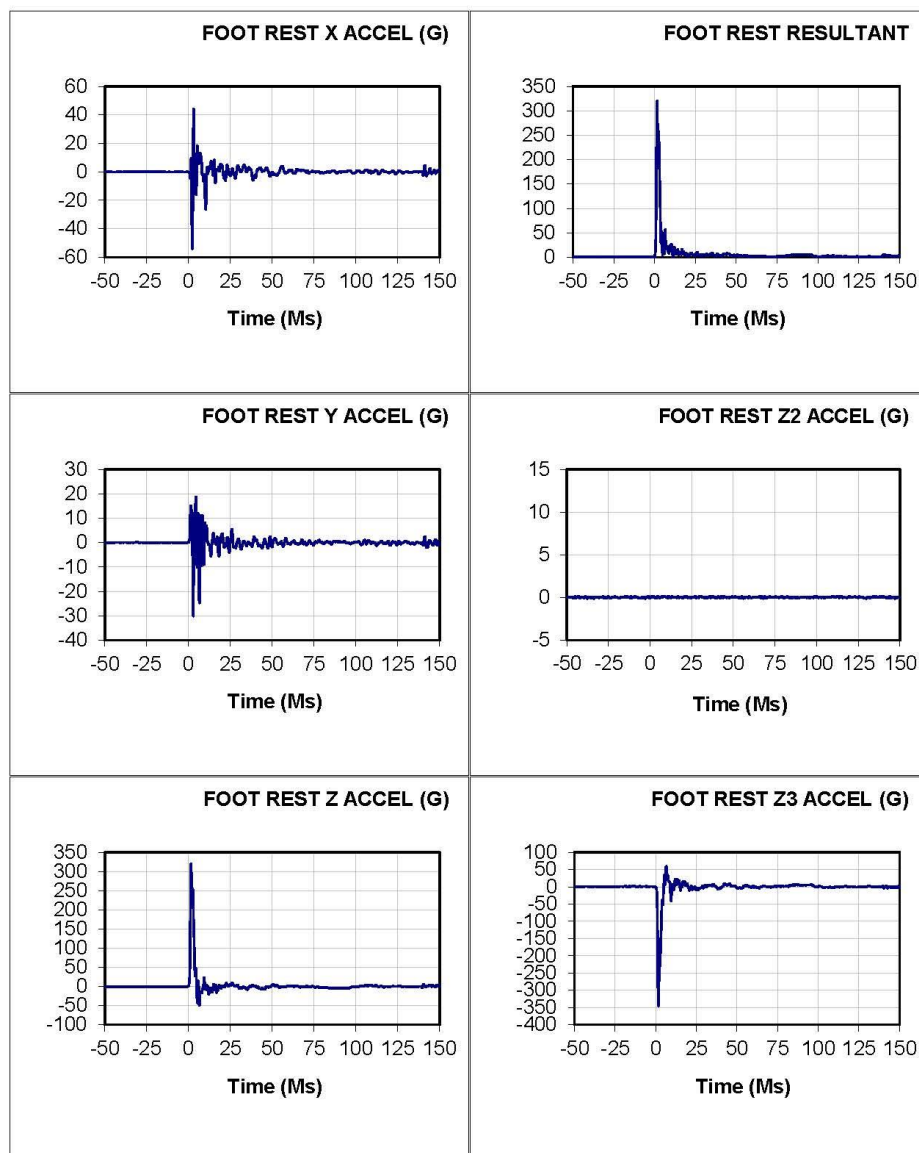 FOOT REST X ACCEL (G)
60
40
20
0
-20
-40
-60
-50 -25 0 25 50 75 100 125 150
Time (Ms)
FOOT REST RESULTANT
350
300
250
200
150
100
50
0
-50 -25 0 25 50 75 100 125 150
Time (Ms)
FOOT REST Y ACCEL (G)
30
20
10
0
-10
-20
-30
-40
-50 -25 0 25 50 75 100 125 150
Time (Ms)
FOOT REST Z2 ACCEL (G)
15
10
5
0
-5
-50 -25 0 25 50 75 100 125 150
Time (Ms)
FOOT REST Z ACCEL (G)
350
300
250
200
150
100
50
0
-50
-100
-50 -25 0 25 50 75 100 125 150
Time (Ms)
FOOT REST Z3 ACCEL (G)
100
50
0
-50
-100
-150
-200
-250
-300
-350
-400
-50 -25 0 25 50 75 100 125 150
Time (Ms)